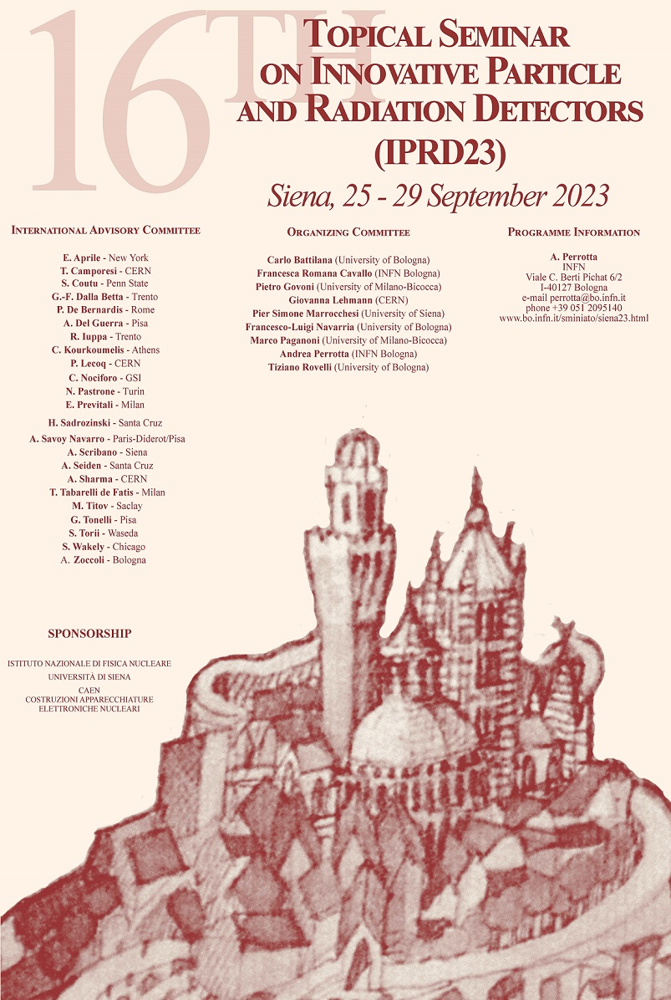 16TH
TOPICAL SEMINAR
ON INNOVATIVE PARTICLE
AND RADIATION DETECTORS
(IPRD23)
Siena, 25 - 29 September 2023
INTERNATIONAL ADVISORY COMMITTEE
E. Aprile - New York
T. Camporesi - CERN
S. Coutu - Penn State
G.-F. Dalla Betta - Trento
P. De Bernardis - Rome
A. Del Guerra - Pisa
R. Iuppa - Trento
C. Kourkoumelis - Athens
P. Lecoq - CERN
C. Nociforo - GSI
N. Pastrone - Turin
E. Previtali - Milan
H. Sadrozinski - Santa Cruz
A. Savoy Navarro - Paris-Diderot/Pisa
A. Scribano - Siena
A. Seiden - Santa Cruz
A. Sharma - CERN
T. Tabarelli de Fatis - Milan
M. Titov - Saclay
G. Tonelli - Pisa
S. Torii - Waseda
S. Wakely - Chicago
A. Zoccoli - Bologna
ORGANIZING COMMITTEE
Carlo Battilana (University of Bologna)
Francesca Romana Cavallo (INFN Bologna)
Pietro Govoni (University of Milano-Bicocca)
Giovanna Lehmann (CERN)
Pier Simone Marrocchesi (University of Siena)
Francesco-Luigi Navarria (University of Bologna)
Marco Paganoni (University of Milano-Bicocca)
Andrea Perrotta (INFN Bologna)
Tiziano Rovelli (University of Bologna)
PROGRAMME INFORMATION
A. Perrotta
INFN
Viale C. Berti Pichat 6/2
I-40127 Bologna
e-mail perrotta@bo.infn.it
phone +39 051 2095140
www.bo.infn.it/sminiato/siena23.html
SPONSORSHIP
ISTITUTO NAZIONALE DI FISICA NUCLEARE
UNIVERSITÀ DI SIENA
CAEN
COSTRUZIONI APPARECCHIATURE
ELETTRONICHE NUCLEARI